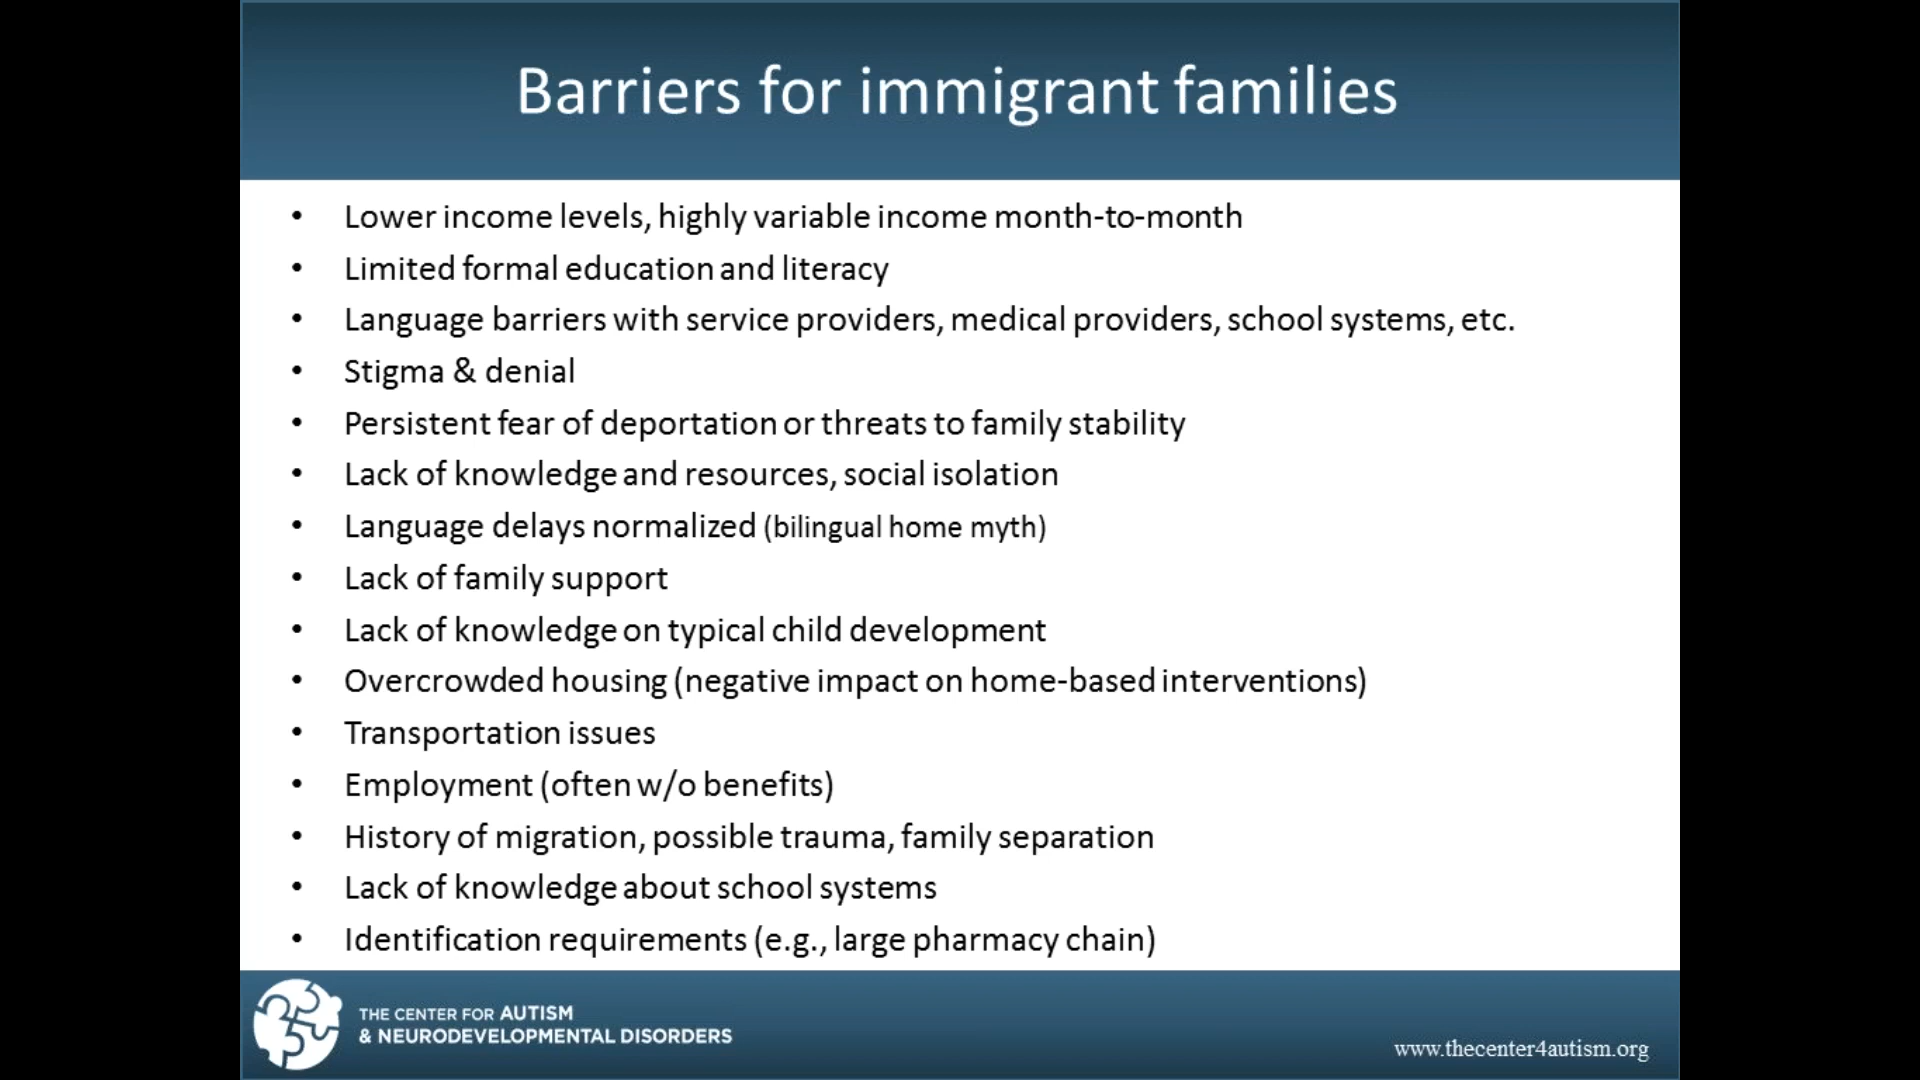 Barriers for immigrant families
• Lower income levels, highly variable income month-to-month
• Limited formal education and literacy
• Language barriers with service providers, medical providers, school systems, etc.
• Stigma & denial
• Persistent fear of deportation or threats to family stability
• Lack of knowledge and resources, social isolation
• Language delays normalized (bilingual home myth)
• Lack of family support
• Lack of knowledge on typical child development
• Overcrowded housing (negative impact on home-based interventions)
• Transportation issues
• Employment (often w/o benefits)
• History of migration, possible trauma, family separation
• Lack of knowledge about school systems
• Identification requirements (e.g., large pharmacy chain)
THE CENTER FOR AUTISM
& NEURODEVELOPMENTAL DISORDERS
www.thecenter4autism.org